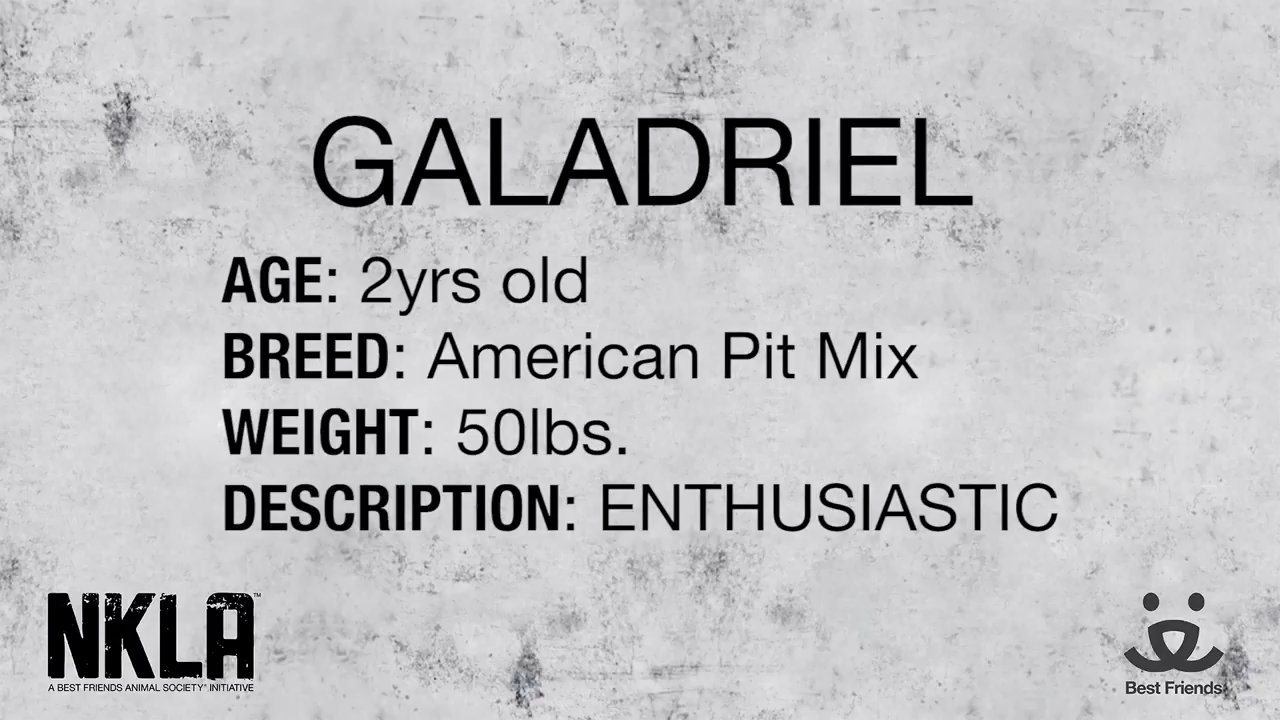 GALADRIEL
AGE: 2yrs old
BREED: American Pit Mix
WEIGHT: 50lbs.
DESCRIPTION: ENTHUSIASTIC
NKLA™
A BEST FRIENDS ANIMAL SOCIETY® INITIATIVE
Best Friends